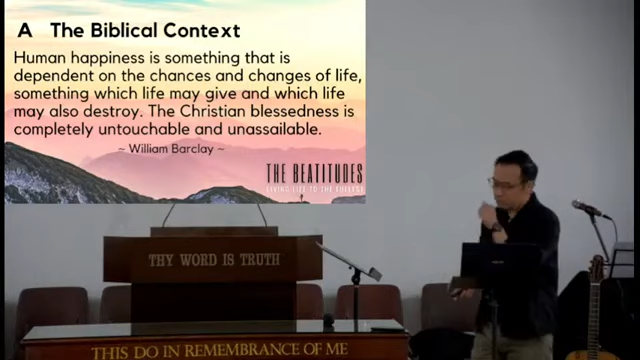 A The Biblical Context
Human happiness is something that is
dependent on the chances and changes of life,
something which life may give and which life
may also destroy. The Christian blessedness is
completely untouchable and unassailable.
~ William Barclay ~
THE BEATITUDES
LIVING LIFE TO THE FULLEST
THY WORD IS TRUTH
THIS DO IN REMEMBRANCE OF ME